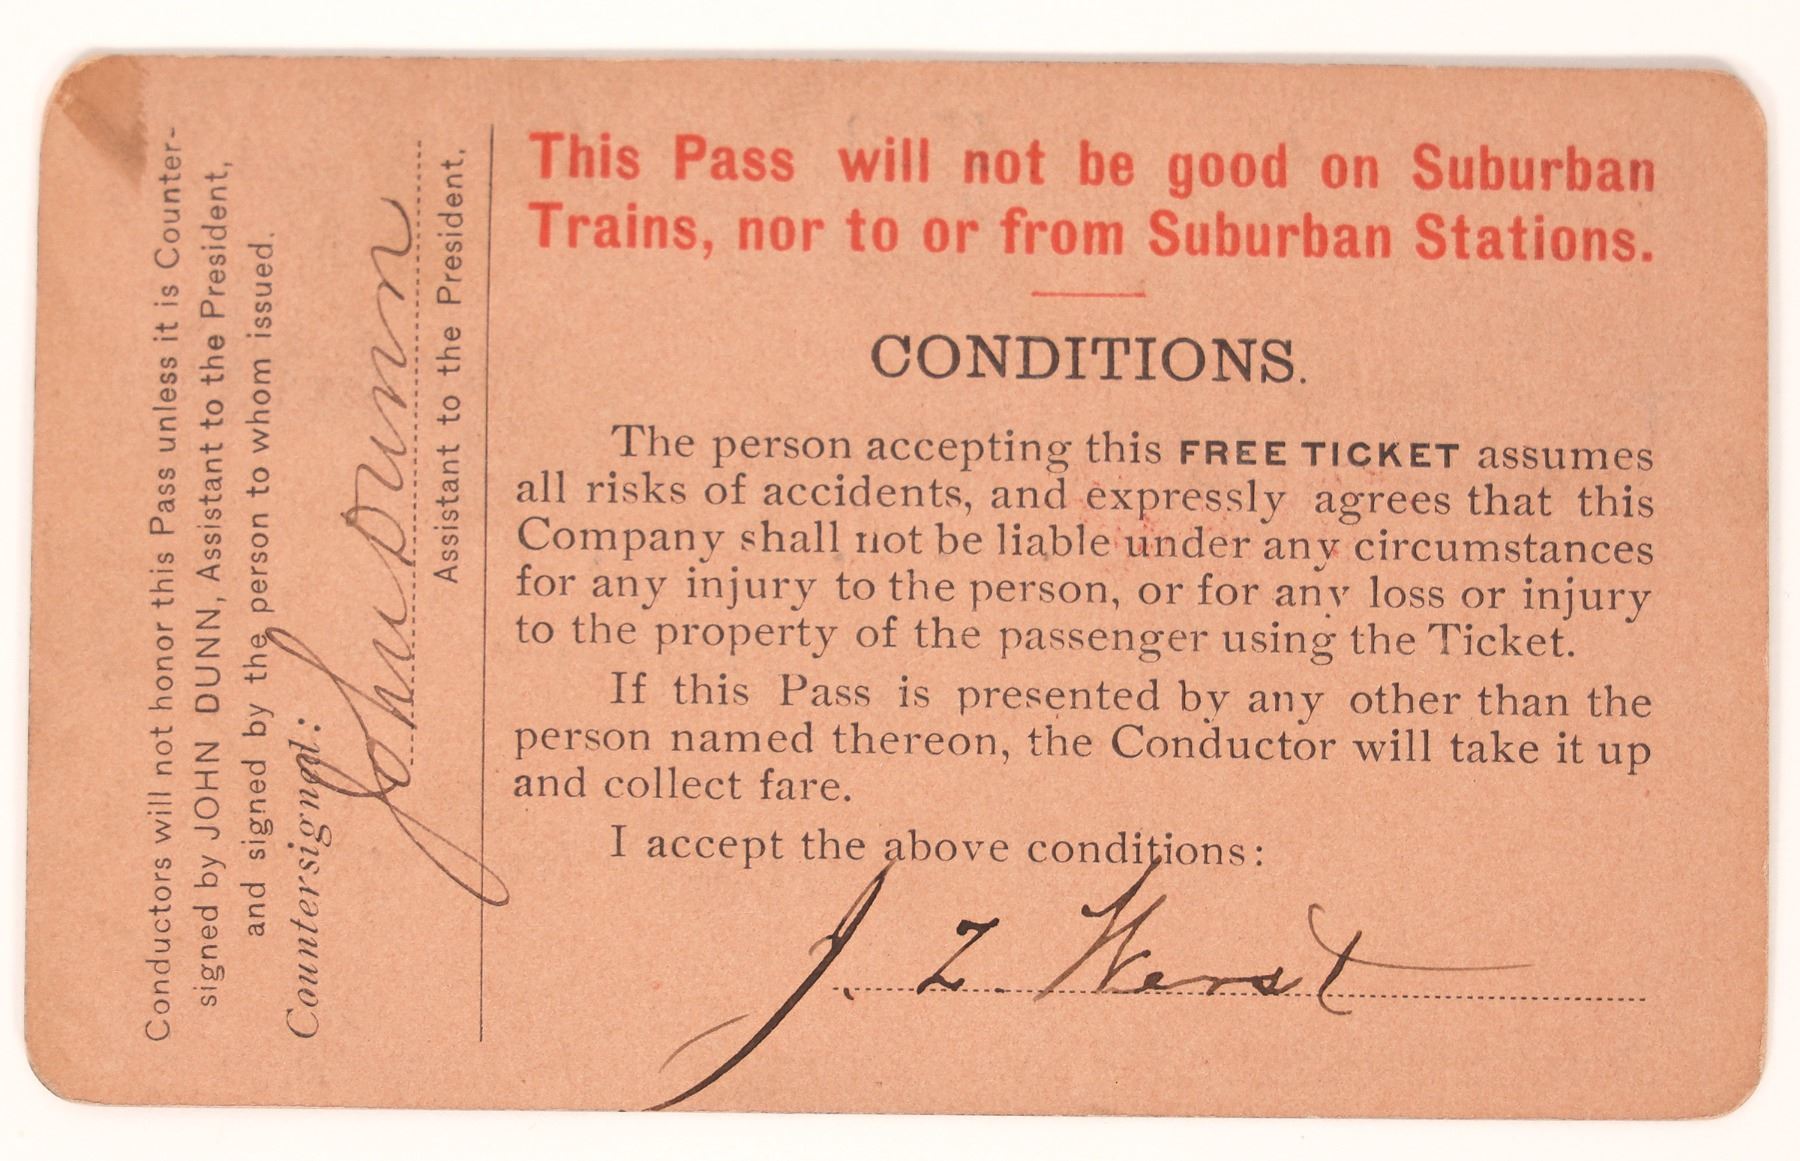 Conductors will not honor this Pass unless it is Counter-
signed by JOHN DUNN, Assistant to the President,
and signed by the person to whom issued.
Countersigned:
John Dunn
Assistant to the President.
This Pass will not be good on Suburban
Trains, nor to or from Suburban Stations.
CONDITIONS.
The person accepting this FREE TICKET assumes
all risks of accidents, and expressly agrees that this
Company shall not be liable under any circumstances
for any injury to the person, or for any loss or injury
to the property of the passenger using the Ticket.
If this Pass is presented by any other than the
person named thereon, the Conductor will take it up
and collect fare.
I accept the above conditions:
J. Z. Werst